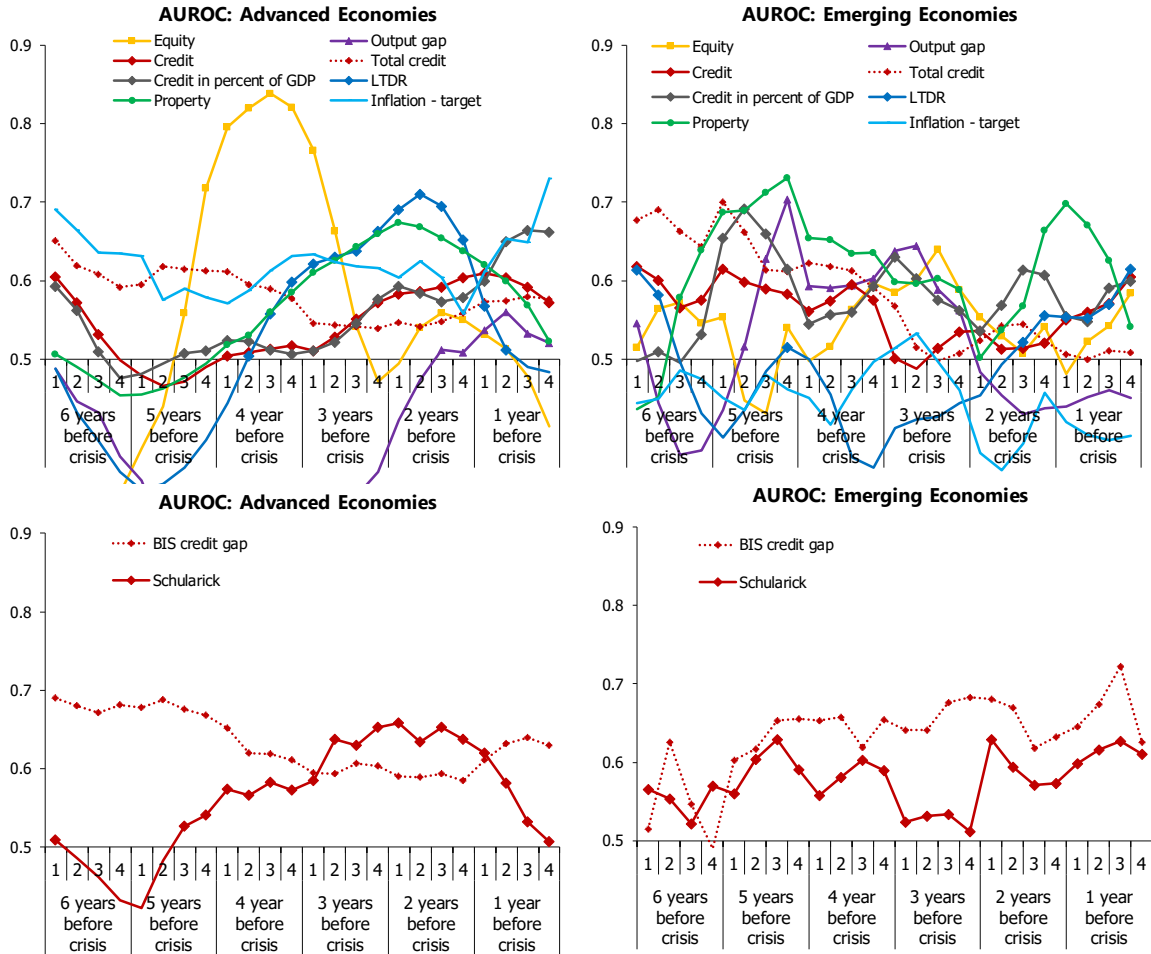 AUROC: Advanced Economies
0.9
0.8
0.7
0.6
0.5
Equity
Output gap
Credit
Total credit
Credit in percent of GDP
LTDR
Property
Inflation - target
1 2 3 4 1 2 3 4 1 2 3 4 1 2 3 4 1 2 3 4 1 2 3 4
6 years 5 years 4 year 3 years 2 years 1 year
before before before before before before
crisis crisis crisis crisis crisis crisis
AUROC: Emerging Economies
0.9
0.8
0.7
0.6
0.5
Equity
Output gap
Credit
Total credit
Credit in percent of GDP
LTDR
Property
Inflation - target
1 2 3 4 1 2 3 4 1 2 3 4 1 2 3 4 1 2 3 4 1 2 3 4
6 years 5 years 4 year 3 years 2 years 1 year
before before before before before before
crisis crisis crisis crisis crisis crisis
AUROC: Advanced Economies
0.9
0.8
0.7
0.6
0.5
BIS credit gap
Schularick
1 2 3 4 1 2 3 4 1 2 3 4 1 2 3 4 1 2 3 4 1 2 3 4
6 years 5 years 4 year 3 years 2 years 1 year
before before before before before before
crisis crisis crisis crisis crisis crisis
AUROC: Emerging Economies
0.9
0.8
0.7
0.6
0.5
BIS credit gap
Schularick
1 2 3 4 1 2 3 4 1 2 3 4 1 2 3 4 1 2 3 4 1 2 3 4
6 years 5 years 4 year 3 years 2 years 1 year
before before before before before before
crisis crisis crisis crisis crisis crisis